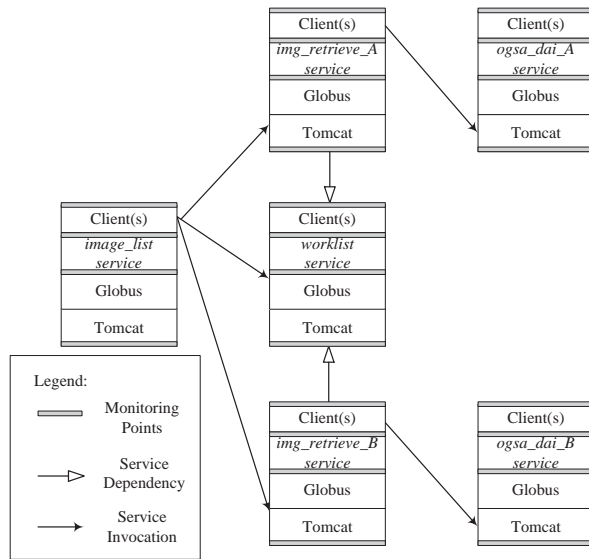 Client(s)
img_retrieve_A
service
Globus
Tomcat
Client(s)
ogsa_dai_A
service
Globus
Tomcat
Client(s)
image_list
service
Globus
Tomcat
Client(s)
worklist
service
Globus
Tomcat
Legend:
Monitoring
Points
Service
Dependency
Service
Invocation
Client(s)
img_retrieve_B
service
Globus
Tomcat
Client(s)
ogsa_dai_B
service
Globus
Tomcat